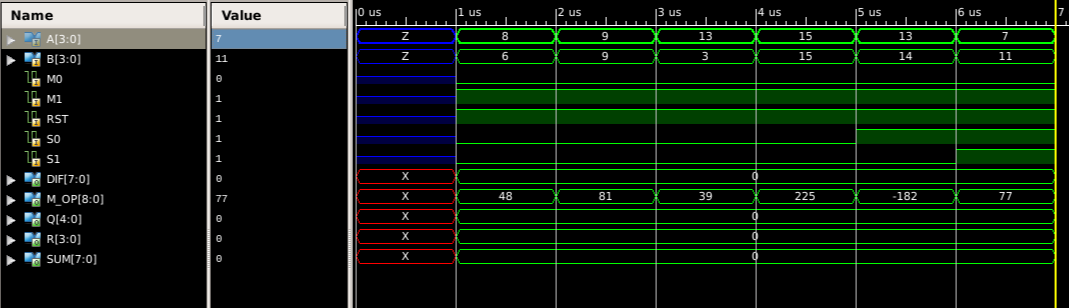 Name Value 0 us 1 us 2 us 3 us 4 us 5 us 6 us 7
A[3:0] 7 Z 8 9 13 15 13 7
B[3:0] 11 Z 6 9 3 15 14 11
M0 0
M1 1
RST 1
S0 1
S1 1
DIF[7:0] 0 X 0
M_OP[8:0] 77 X 48 81 39 225 -182 77
Q[4:0] 0 X 0
R[3:0] 0 X 0
SUM[7:0] 0 X 0